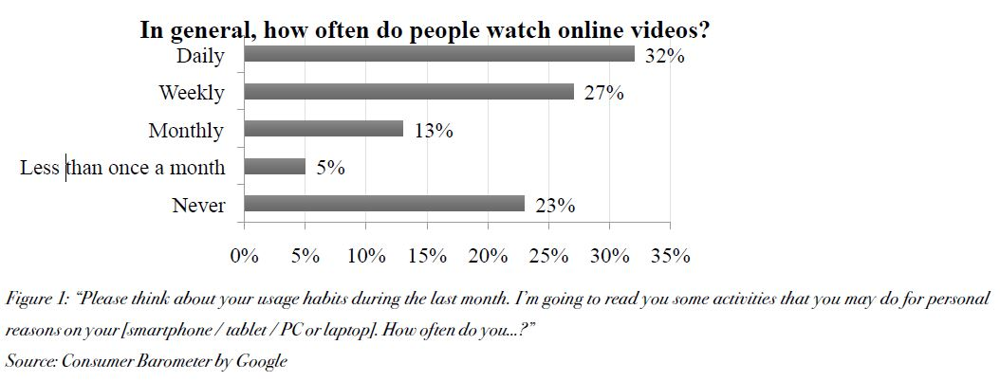 In general, how often do people watch online videos?
Daily 32%
Weekly 27%
Monthly 13%
Less than once a month 5%
Never 23%
0% 5% 10% 15% 20% 25% 30% 35%
Figure 1: “Please think about your usage habits during the last month. I’m going to read you some activities that you may do for personal
reasons on your [smartphone / tablet / PC or laptop]. How often do you...?”
Source: Consumer Barometer by Google